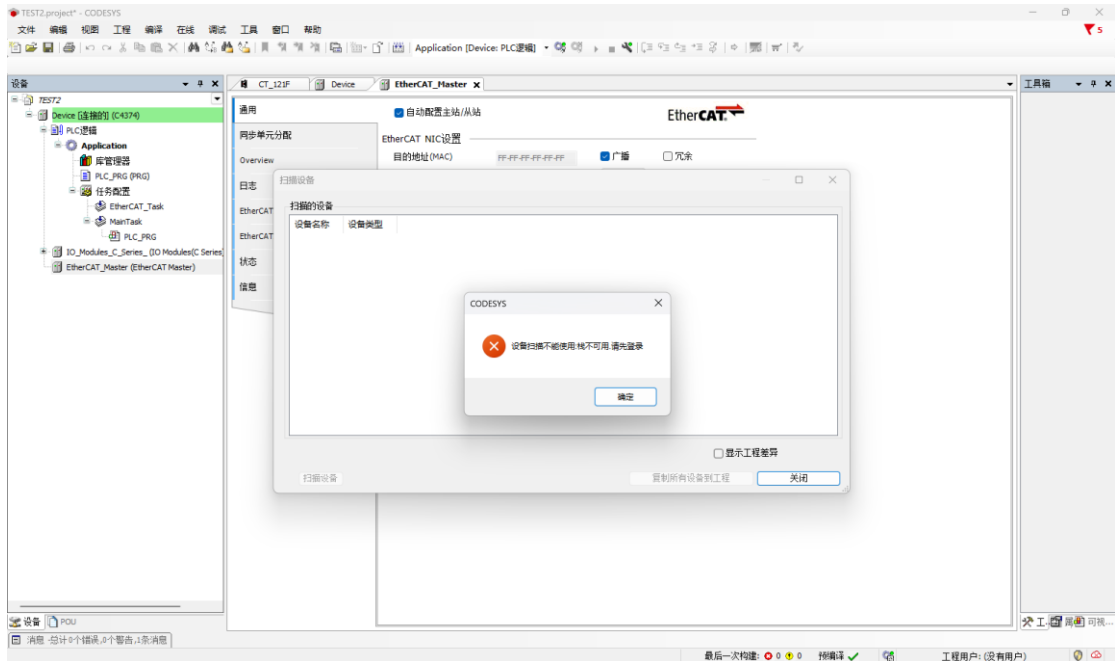 TEST2.project* - CODESYS
文件 编辑 视图 工程 编译 在线 调试 工具 窗口 帮助
5
Application [Device: PLC逻辑]
设备
TEST2
Device [连接的] (C4374)
PLC逻辑
Application
库管理器
PLC_PRG (PRG)
任务配置
EtherCAT_Task
MainTask
PLC_PRG
IO_Modules_C_Series_ (IO Modules(C Series
EtherCAT_Master (EtherCAT Master)
设备 POU
CT_121F Device EtherCAT_Master
通用
同步单元分配
Overview
日志
EtherCAT
EtherCAT
状态
信息
自动配置主站/从站
EtherCAT
EtherCAT NIC设置
目的地址(MAC) FF-FF-FF-FF-FF-FF 广播 冗余
扫描设备
扫描的设备
设备名称 设备类型
CODESYS
设备扫描不能使用:栈不可用.请先登录
确定
显示工程差异
扫描设备 复制所有设备到工程 关闭
工具箱
工... 可视...
消息 -总计0个错误,0个警告,1条消息
最后一次构建: 0 0 预编译 工程用户: (没有用户)